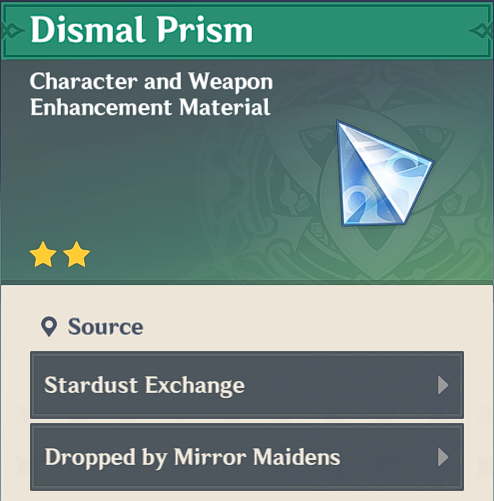 Dismal Prism
Character and Weapon
Enhancement Material
Source
Stardust Exchange
Dropped by Mirror Maidens